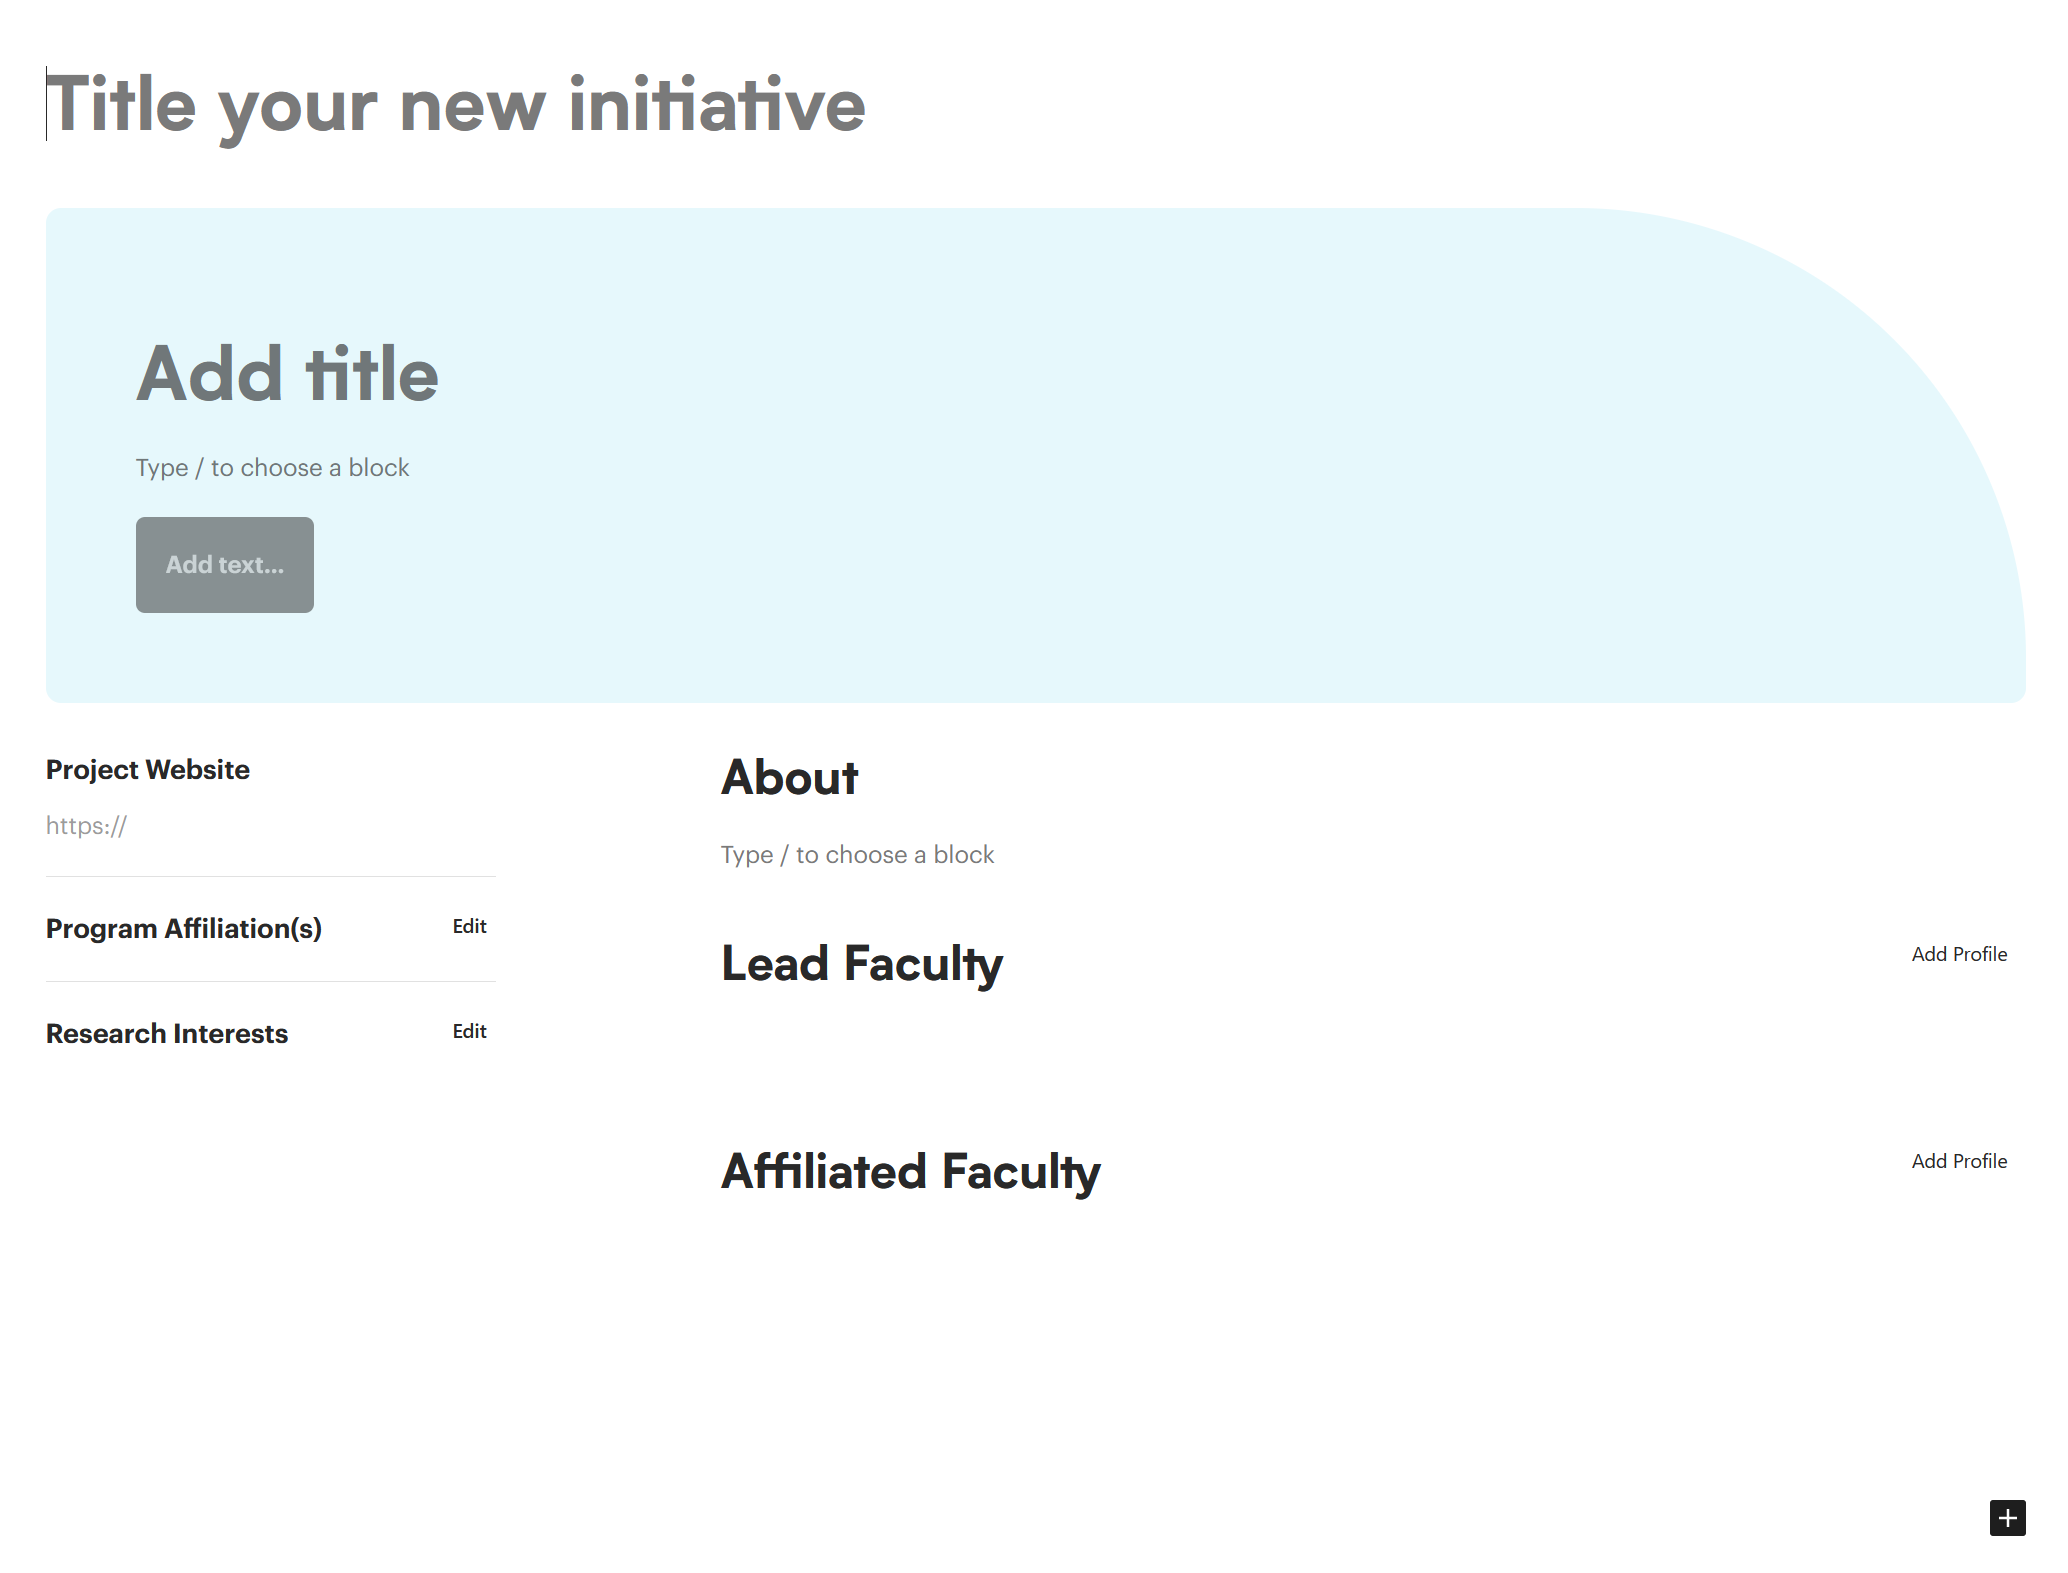 Title your new initiative
Add title
Type / to choose a block
Add text...
Project Website
https://
Program Affiliation(s)
Edit
Research Interests
Edit
About
Type / to choose a block
Lead Faculty
Add Profile
Affiliated Faculty
Add Profile